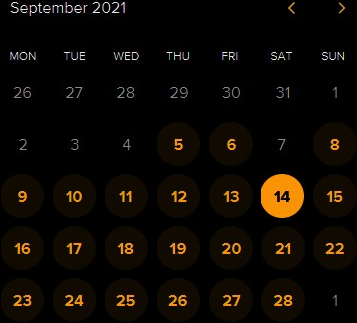 September 2021
MON TUE WED THU FRI SAT SUN
26 27 28 29 30 31 1
2 3 4 5 6 7 8
9 10 11 12 13 14 15
16 17 18 19 20 21 22
23 24 25 26 27 28 1